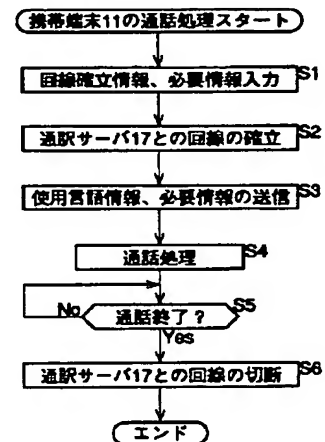 携帯端末11の通話処理スタート
回線確立情報、必要情報入力
S1
通訳サーバ17との回線の確立
S2
使用言語情報、必要情報の送信
S3
通話処理
S4
通話終了?
S5
No
Yes
通訳サーバ17との回線の切断
S6
エンド